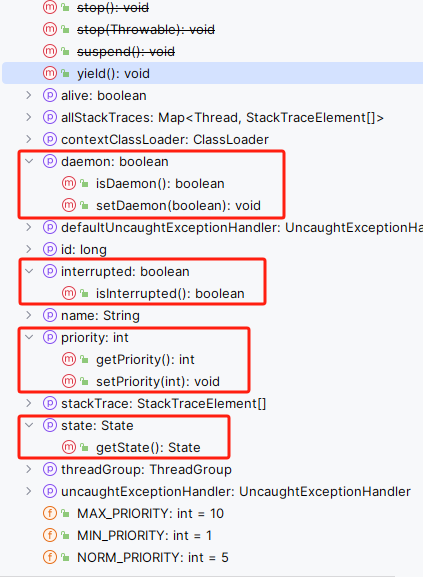 stop(): void
stop(Throwable): void
suspend(): void
yield(): void
alive: boolean
allStackTraces: Map<Thread, StackTraceElement[]>
contextClassLoader: ClassLoader
daemon: boolean
isDaemon(): boolean
setDaemon(boolean): void
defaultUncaughtExceptionHandler: UncaughtExceptionHa
id: long
interrupted: boolean
isInterrupted(): boolean
name: String
priority: int
getPriority(): int
setPriority(int): void
stackTrace: StackTraceElement[]
state: State
getState(): State
threadGroup: ThreadGroup
uncaughtExceptionHandler: UncaughtExceptionHandler
MAX_PRIORITY: int = 10
MIN_PRIORITY: int = 1
NORM_PRIORITY: int = 5